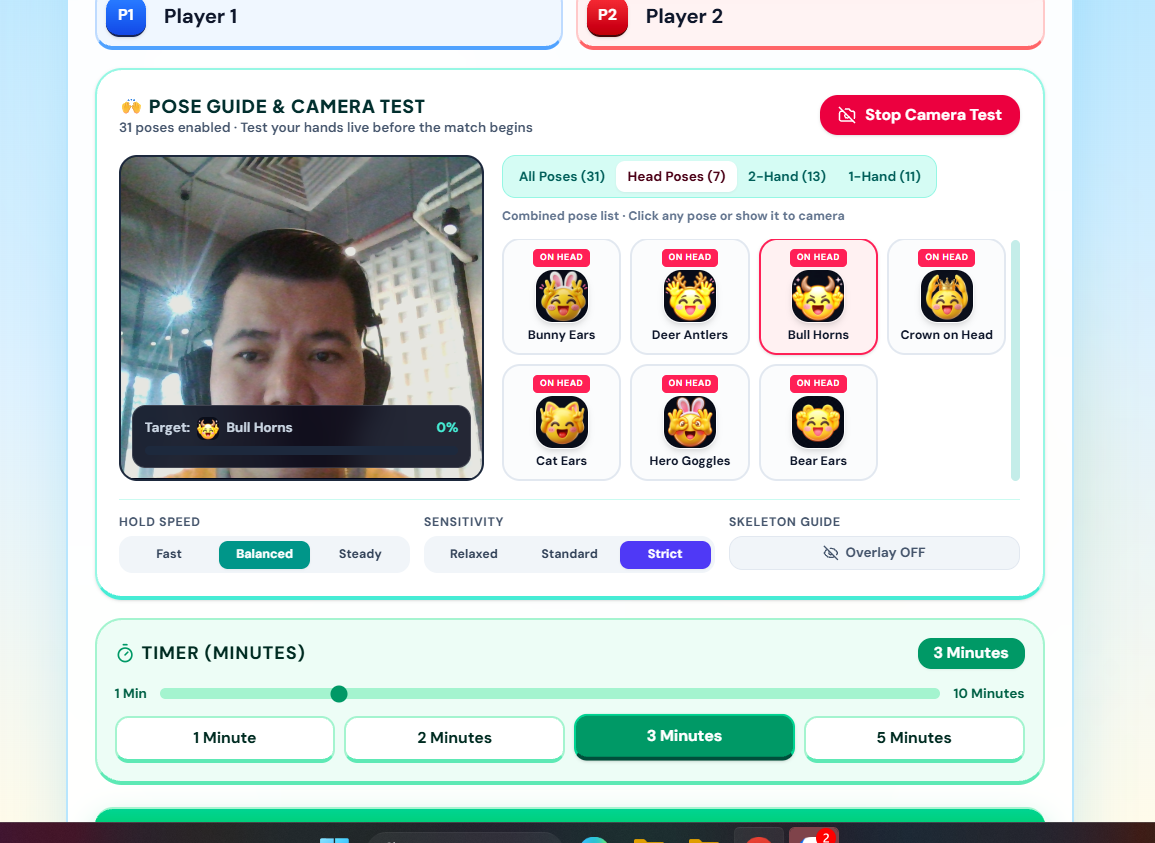 P1 Player 1
P2 Player 2
POSE GUIDE & CAMERA TEST
31 poses enabled · Test your hands live before the match begins
Stop Camera Test
All Poses (31) Head Poses (7) 2-Hand (13) 1-Hand (11)
Combined pose list · Click any pose or show it to camera
ON HEAD ON HEAD ON HEAD ON HEAD
Bunny Ears Deer Antlers Bull Horns Crown on Head
ON HEAD ON HEAD ON HEAD
Cat Ears Hero Goggles Bear Ears
Target: Bull Horns 0%
HOLD SPEED SENSITIVITY SKELETON GUIDE
Fast Balanced Steady Relaxed Standard Strict Overlay OFF
TIMER (MINUTES) 3 Minutes
1 Min 10 Minutes
1 Minute 2 Minutes 3 Minutes 5 Minutes
2